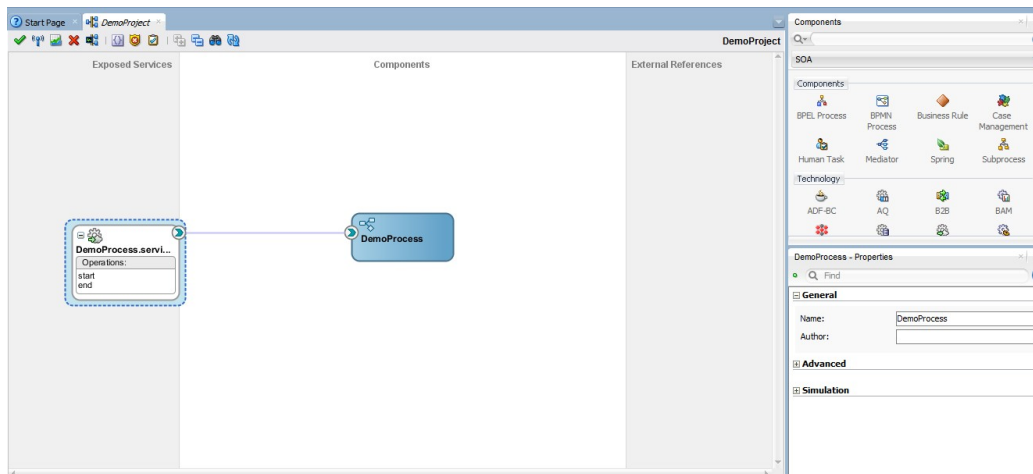 Start Page
DemoProject
DemoProject
Exposed Services
Components
External References
DemoProcess.servi...
Operations:
start
end
DemoProcess
Components
SOA
Components
BPEL Process
BPMN Process
Business Rule
Case Management
Human Task
Mediator
Spring
Subprocess
Technology
ADF-BC
AQ
B2B
BAM
DemoProcess - Properties
Find
General
Name:
DemoProcess
Author:
Advanced
Simulation